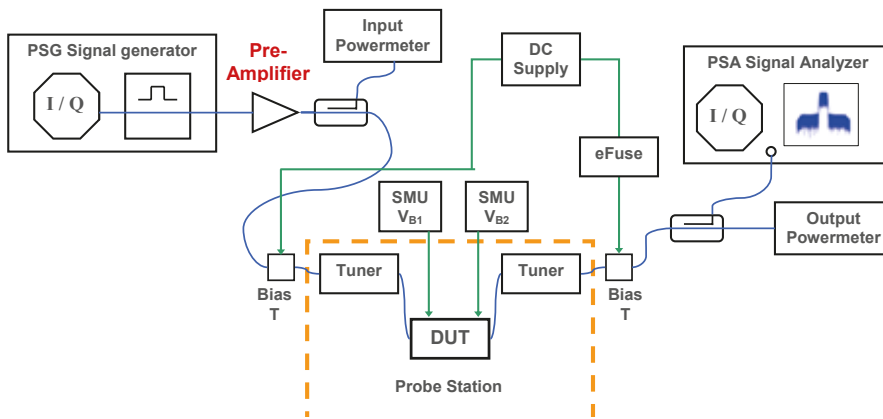 PSG Signal generator
I / Q
Pre-
Amplifier
Input
Powermeter
DC
Supply
PSA Signal Analyzer
I / Q
eFuse
SMU
VB1
SMU
VB2
Output
Powermeter
Bias
T
Tuner
Tuner
Bias
T
DUT
Probe Station